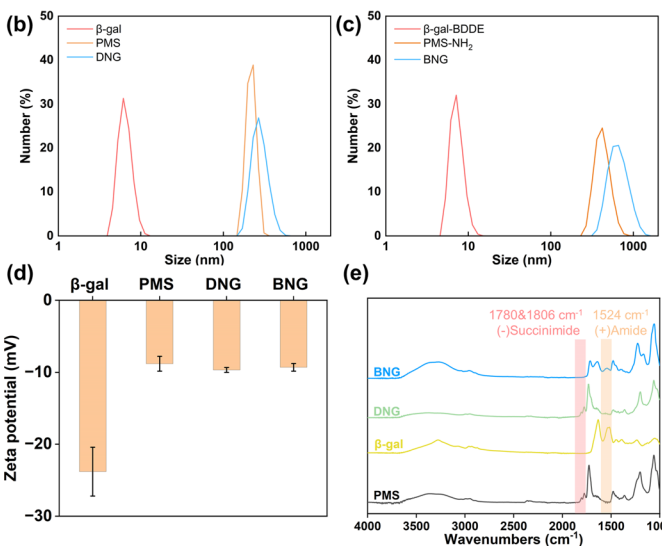 (b)
50
40
30
20
10
0
Number (%)
β-gal
PMS
DNG
1 10 100 1000
Size (nm)
(c)
50
40
30
20
10
0
Number (%)
β-gal-BDDE
PMS-NH₂
BNG
1 10 100 1000
Size (nm)
(d)
β-gal PMS DNG BNG
0
−10
−20
−30
Zeta potential (mV)
(e)
1780&1806 cm⁻¹
(-)Succinimide
1524 cm⁻¹
(+)Amide
BNG
DNG
β-gal
PMS
4000 3500 3000 2500 2000 1500 100
Wavenumbers (cm⁻¹)